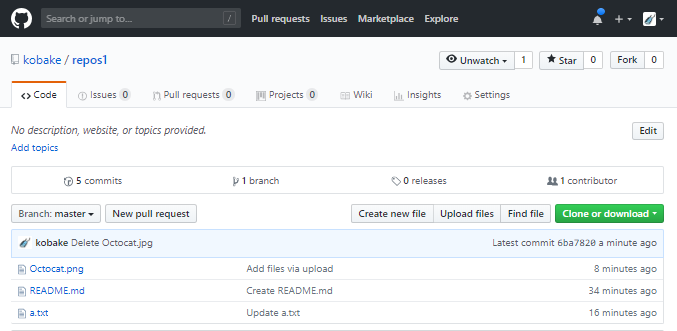 Search or jump to... / Pull requests Issues Marketplace Explore
kobake / repos1 Unwatch 1 Star 0 Fork 0
Code Issues 0 Pull requests 0 Projects 0 Wiki Insights Settings
No description, website, or topics provided. Edit
Add topics
5 commits 1 branch 0 releases 1 contributor
Branch: master New pull request Create new file Upload files Find file Clone or download
kobake Delete Octocat.jpg Latest commit 6ba7820 a minute ago
Octocat.png Add files via upload 8 minutes ago
README.md Create README.md 34 minutes ago
a.txt Update a.txt 16 minutes ago